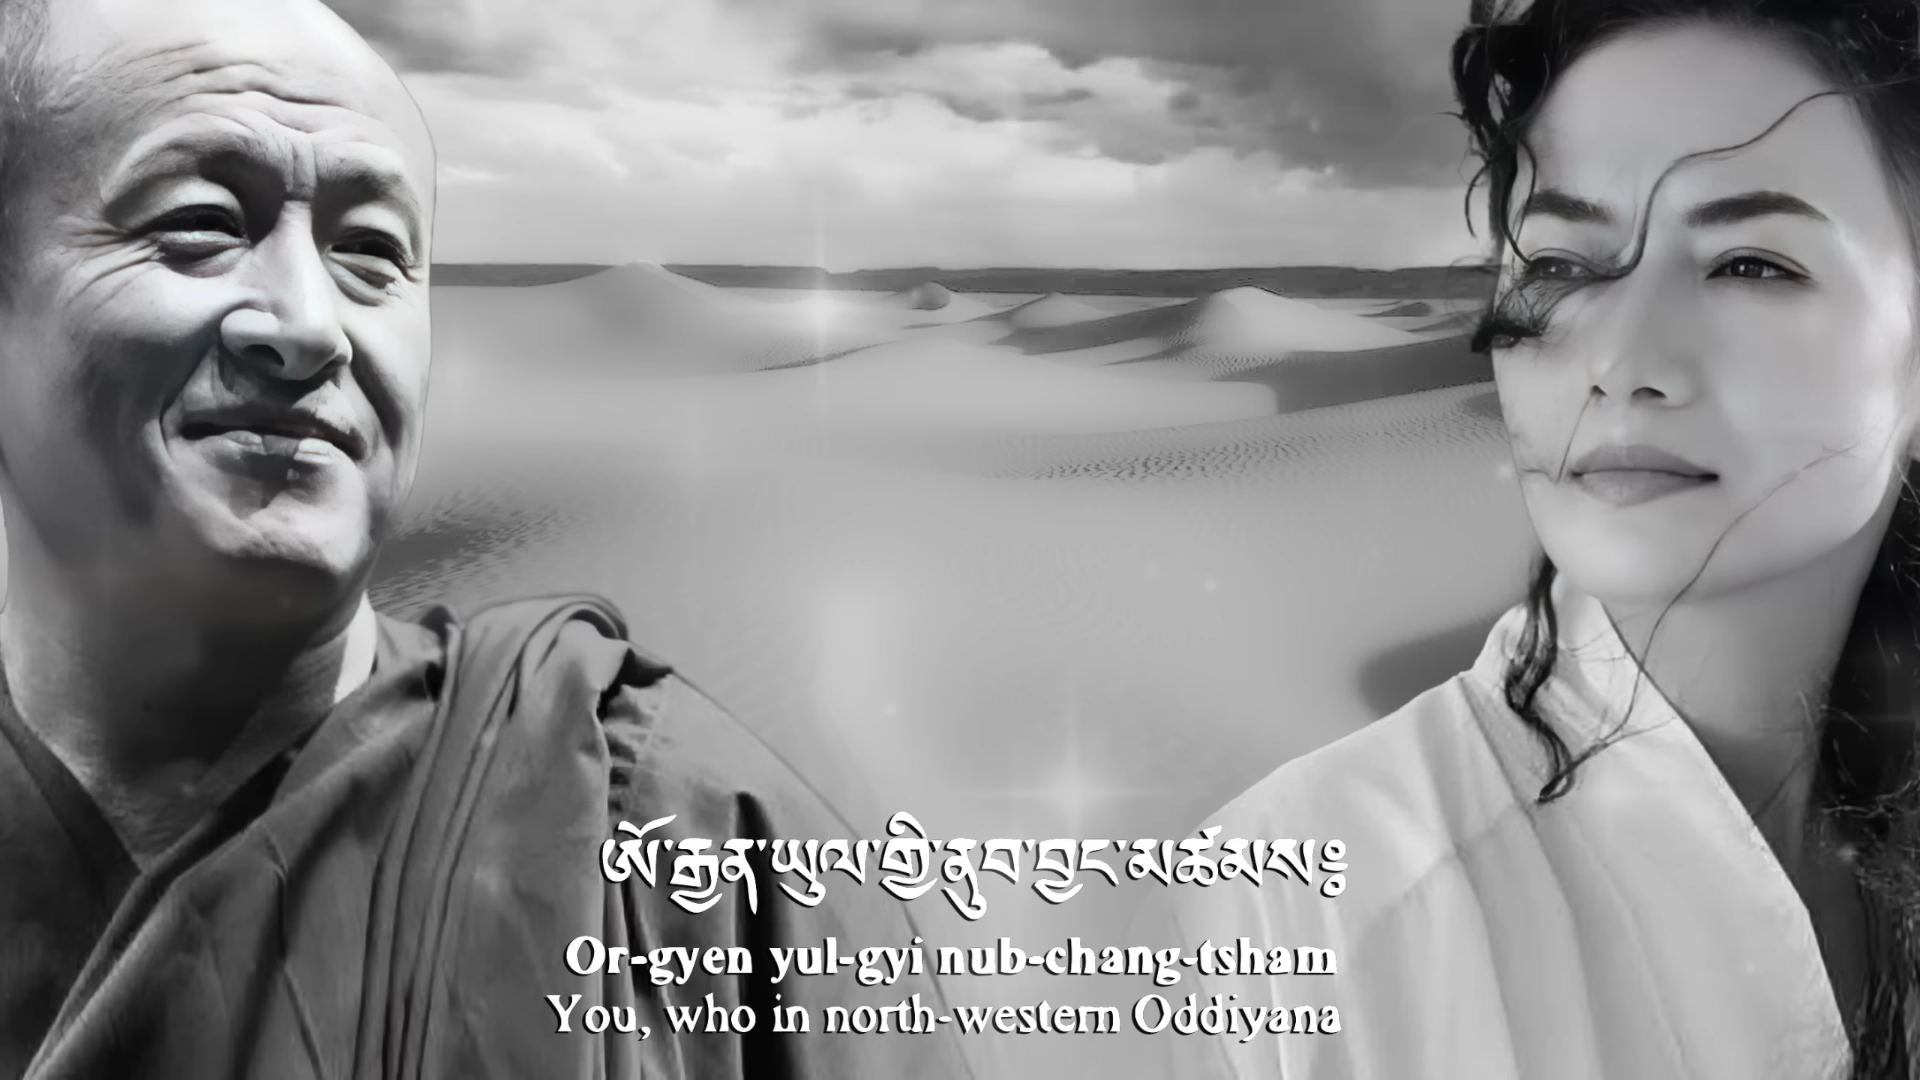 ཨོ་རྒྱན་ཡུལ་གྱི་ནུབ་བྱང་མཚམས༔
Or-gyen yul-gyi nub-chang-tsham
You, who in north-western Oddiyana